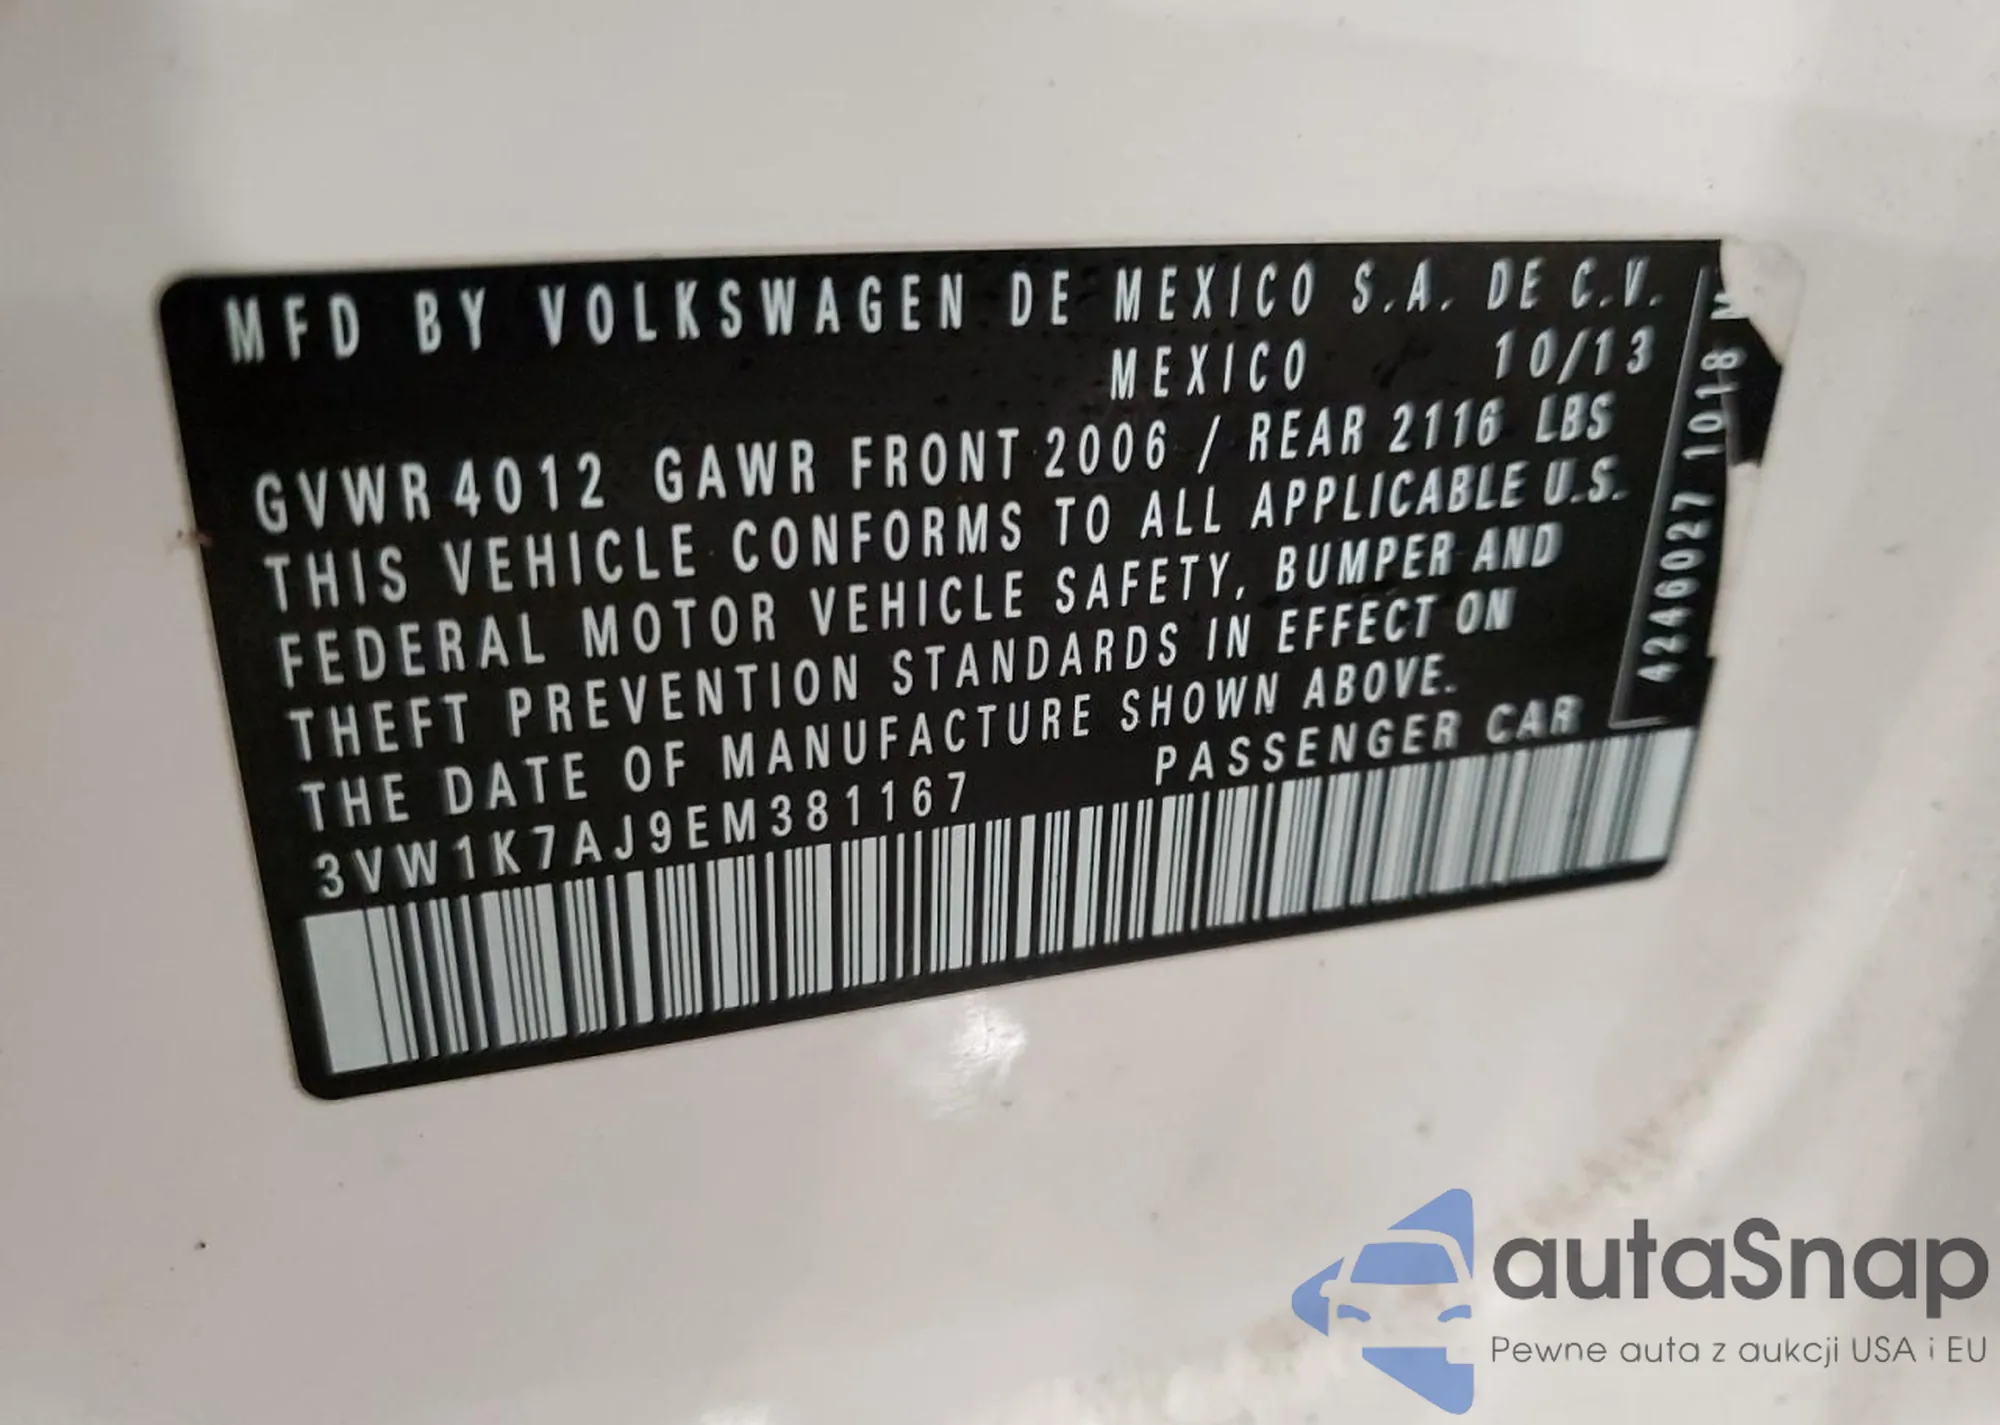 MFD BY VOLKSWAGEN DE MEXICO S.A. DE C.V.
MEXICO 10/13
GVWR 4012 GAWR FRONT 2006 / REAR 2116 LBS
THIS VEHICLE CONFORMS TO ALL APPLICABLE U.S.
FEDERAL MOTOR VEHICLE SAFETY, BUMPER AND
THEFT PREVENTION STANDARDS IN EFFECT ON
THE DATE OF MANUFACTURE SHOWN ABOVE.
3VW1K7AJ9EM381167 PASSENGER CAR
4246027 1018
autaSnap
Pewne auta z aukcji USA i EU